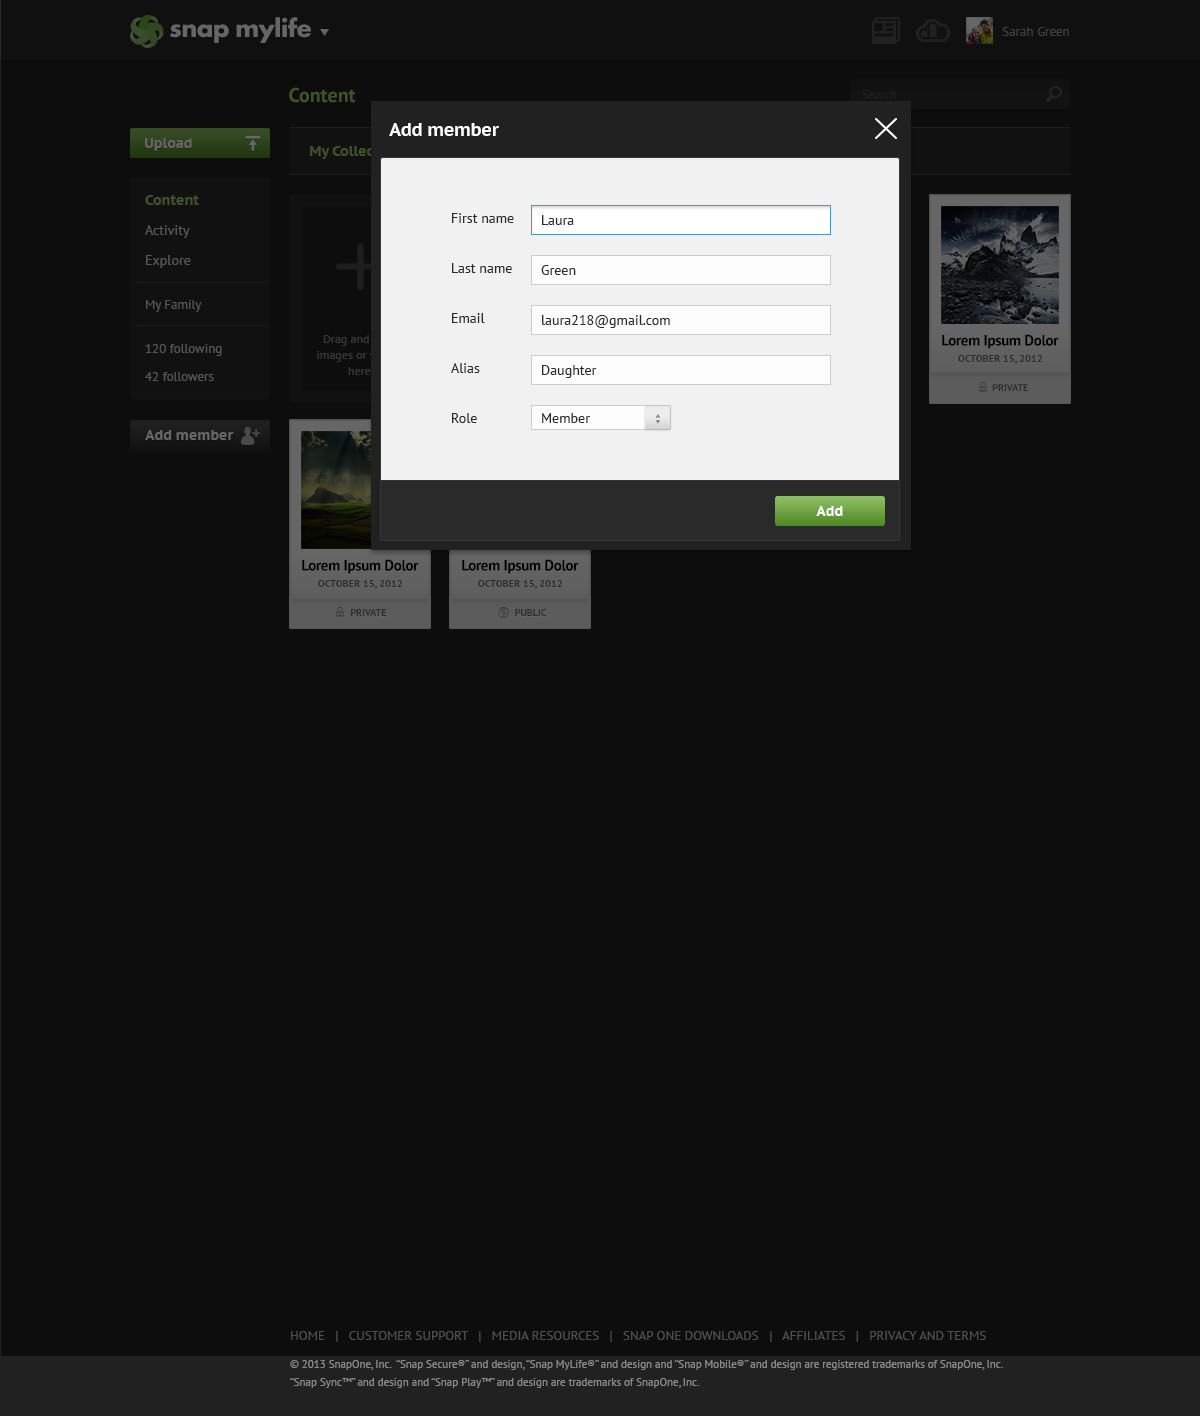 snap mylife
Sarah Green
Content
Search
Add member
Upload
My Collec
Content
Activity
Explore
My Family
120 following
42 followers
Add member
Drag and
images or
here
First name
Laura
Last name
Green
Email
laura218@gmail.com
Alias
Daughter
Role
Member
Add
Lorem Ipsum Dolor
OCTOBER 15, 2012
PRIVATE
Lorem Ipsum Dolor
OCTOBER 15, 2012
PRIVATE
Lorem Ipsum Dolor
OCTOBER 15, 2012
PUBLIC
HOME | CUSTOMER SUPPORT | MEDIA RESOURCES | SNAP ONE DOWNLOADS | AFFILIATES | PRIVACY AND TERMS
© 2013 SnapOne, Inc. “Snap Secure®” and design, “Snap MyLife®” and design and “Snap Mobile®” and design are registered trademarks of SnapOne, Inc.
“Snap Sync™” and design and “Snap Play™” and design are trademarks of SnapOne, Inc.